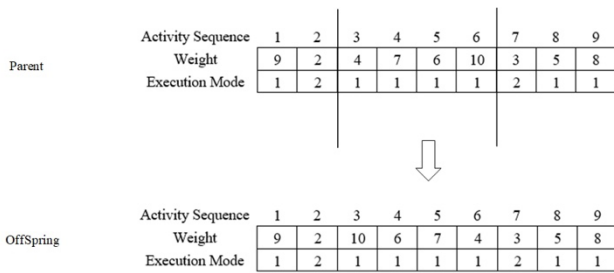 Activity Sequence 1 2 3 4 5 6 7 8 9
Parent Weight 9 2 4 7 6 10 3 5 8
Execution Mode 1 2 1 1 1 1 2 1 1
Activity Sequence 1 2 3 4 5 6 7 8 9
OffSpring Weight 9 2 10 6 7 4 3 5 8
Execution Mode 1 2 1 1 1 1 2 1 1